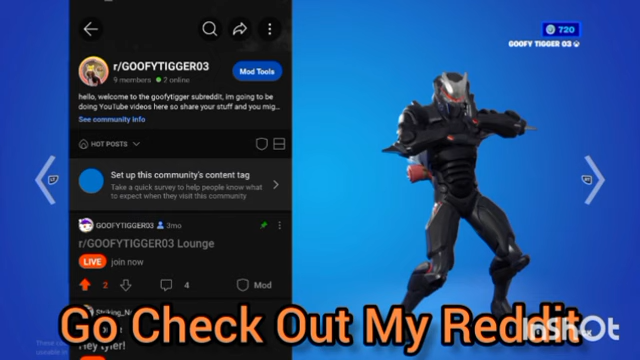 r/GOOFYTIGGER03
9 members 2 online
Mod Tools
hello, welcome to the goofytigger subreddit, im going to be
doing YouTube videos here so share your stuff and you mig...
See community info
HOT POSTS
Set up this community's content tag
Take a quick survey to help people know what
to expect when they visit this community
GOOFYTIGGER03 3mo
r/GOOFYTIGGER03 Lounge
LIVE join now
2 4 Mod
Hey tyler!
720
GOOFY TIGGER 03
Go Check Out My Reddit
InShot